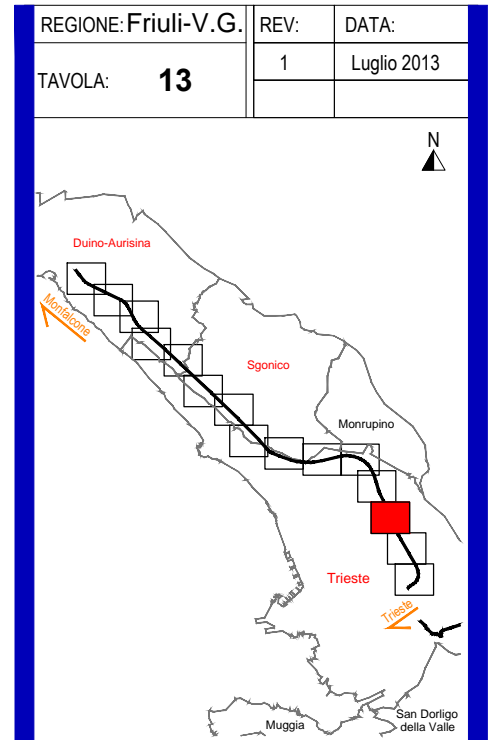 REGIONE: Friuli-V.G. REV: DATA:
TAVOLA: 13 1 Luglio 2013
N
Duino-Aurisina
Monfalcone
Sgonico
Monrupino
Trieste
Trieste
Muggia
San Dorligo
della Valle